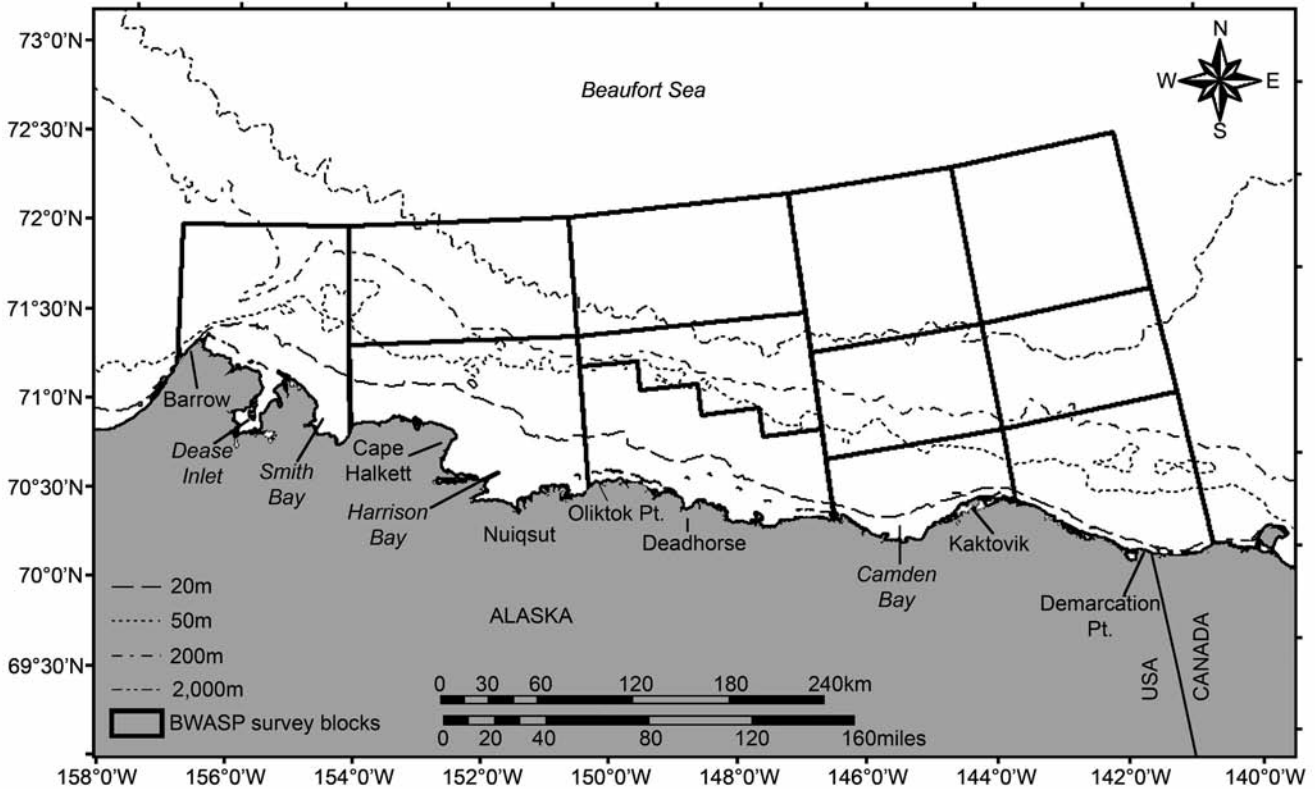 73°0'N
72°30'N
72°0'N
71°30'N
71°0'N
70°30'N
70°0'N
69°30'N
Beaufort Sea
N
W
E
S
Barrow
Dease
Inlet
Smith
Bay
Cape
Halkett
Harrison
Bay
Nuiqsut
Oliktok Pt.
Deadhorse
Camden
Bay
Kaktovik
Demarcation
Pt.
ALASKA
USA
CANADA
20m
50m
200m
2,000m
BWASP survey blocks
0 30 60 120 180 240km
0 20 40 80 120 160miles
158°0'W 156°0'W 154°0'W 152°0'W 150°0'W 148°0'W 146°0'W 144°0'W 142°0'W 140°0'W